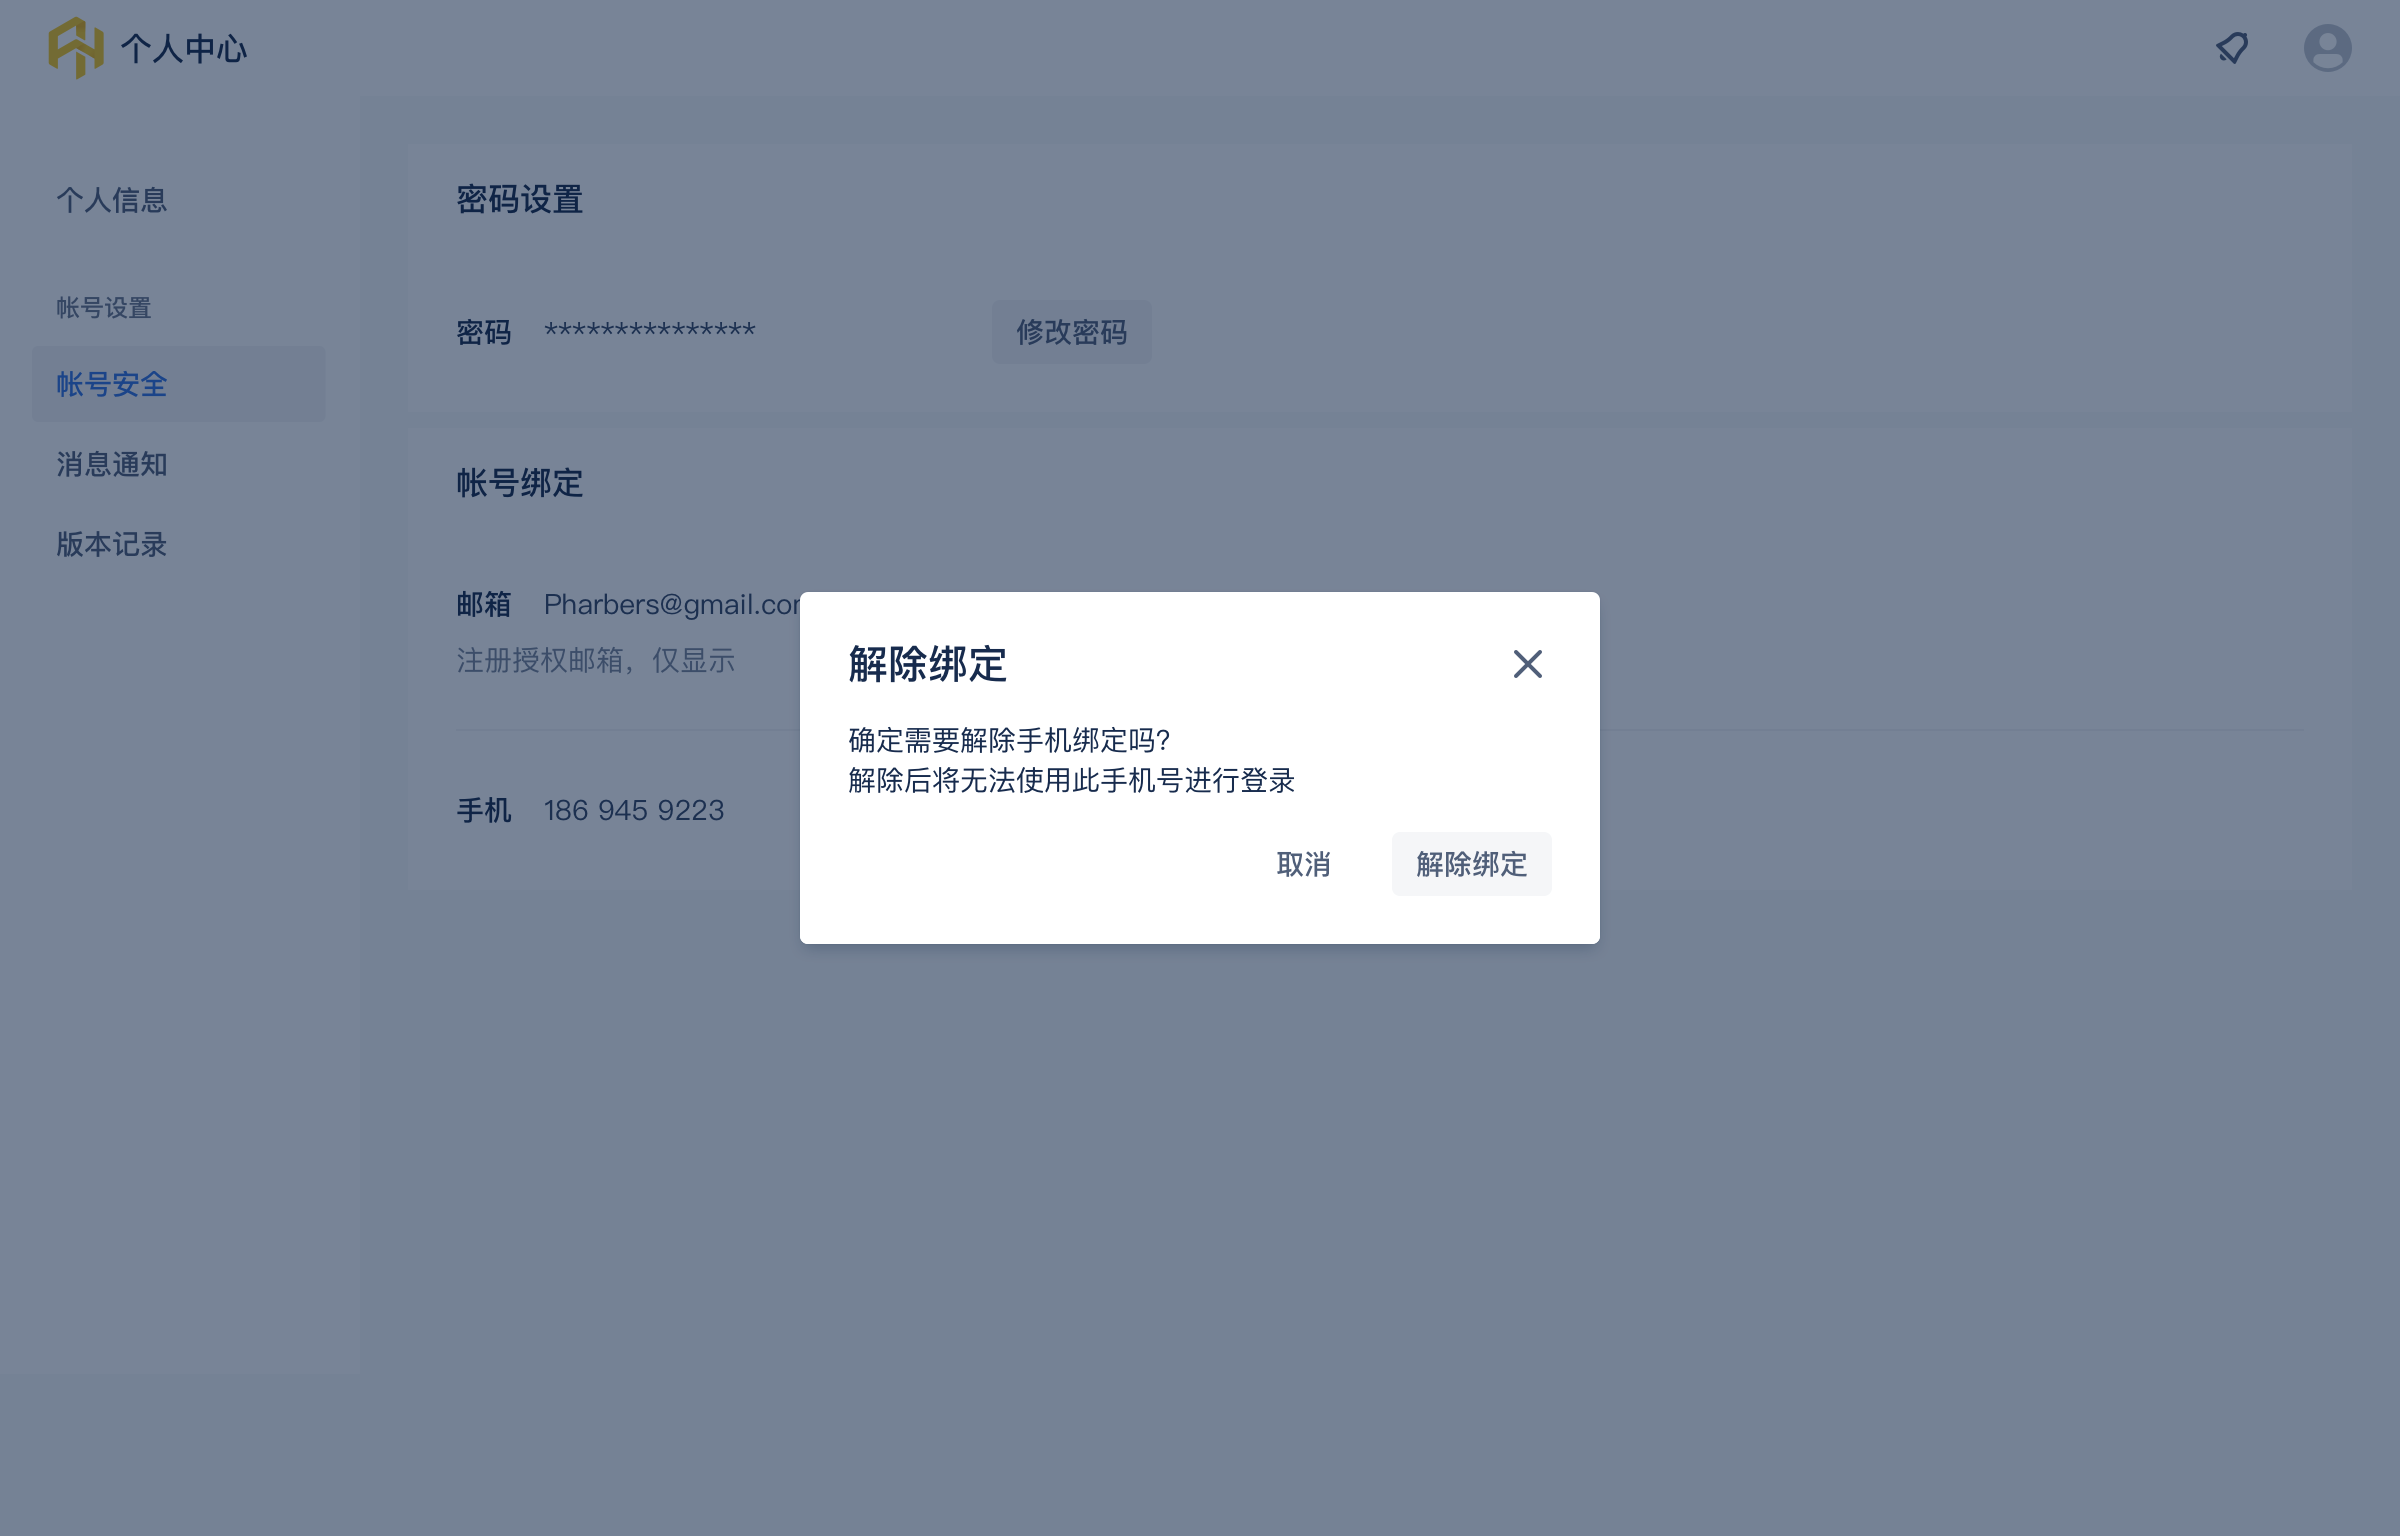 个人中心
个人信息
帐号设置
帐号安全
消息通知
版本记录
密码设置
密码 ***************
修改密码
帐号绑定
邮箱 Pharbers@gmail.co
注册授权邮箱，仅显示
手机 186 945 9223
解除绑定
确定需要解除手机绑定吗?
解除后将无法使用此手机号进行登录
取消
解除绑定